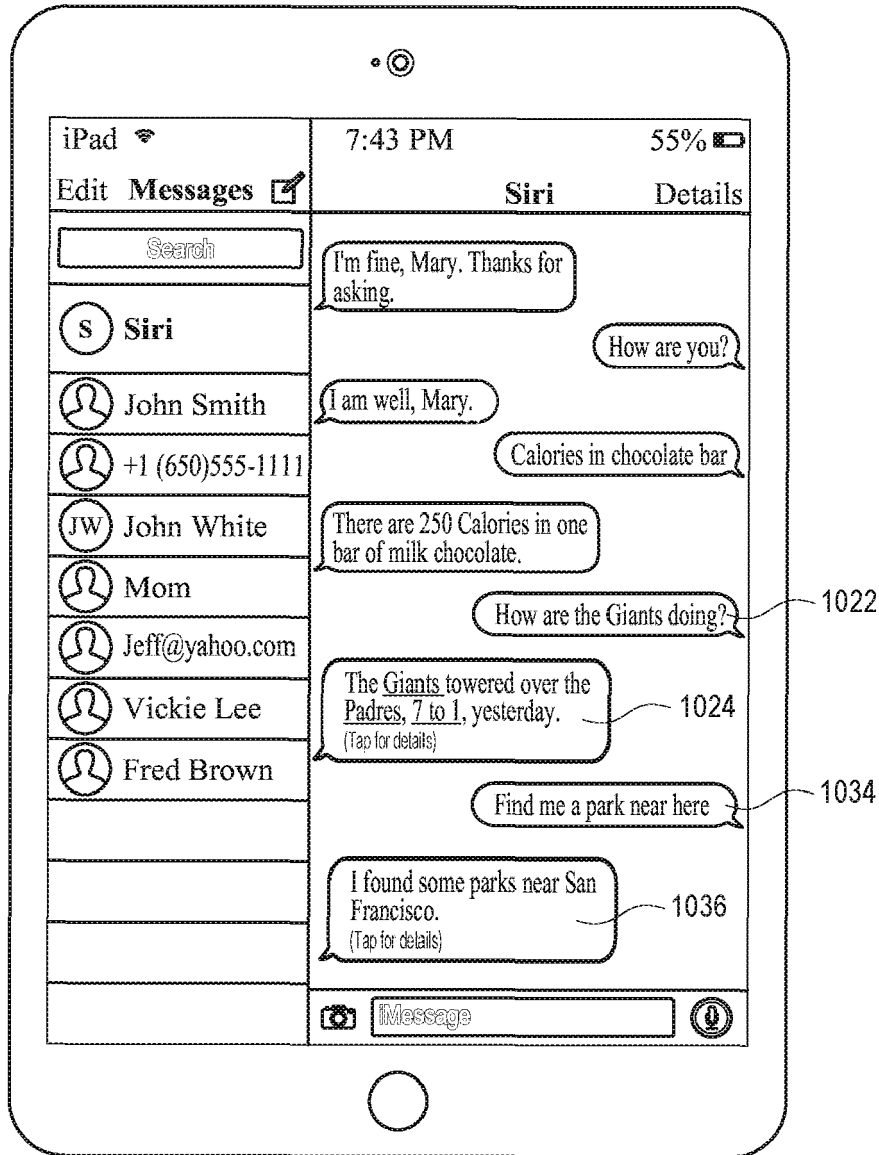 iPad
7:43 PM
55%
Edit Messages
Siri
Details
Search
Siri
John Smith
+1 (650)555-1111
JW John White
Mom
Jeff@yahoo.com
Vickie Lee
Fred Brown
S
I'm fine, Mary. Thanks for
asking.
How are you?
I am well, Mary.
Calories in chocolate bar
There are 250 Calories in one
bar of milk chocolate.
How are the Giants doing?
1022
The Giants towered over the
Padres, 7 to 1, yesterday.
(Tap for details)
1024
Find me a park near here
1034
I found some parks near San
Francisco.
(Tap for details)
1036
iMessage